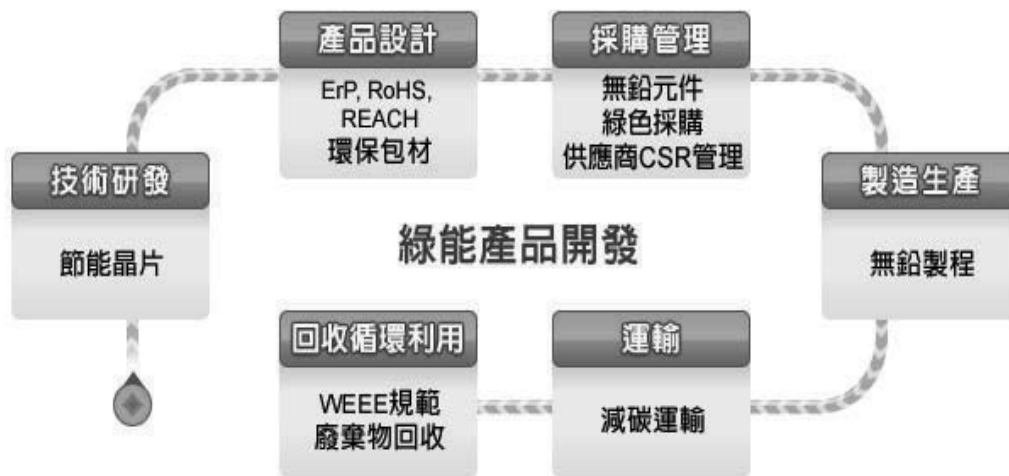 產品設計
ErP, RoHS,
REACH
環保包材
採購管理
無鉛元件
綠色採購
供應商CSR管理
技術研發
節能晶片
綠能產品開發
製造生產
無鉛製程
回收循環利用
WEEE規範
廢棄物回收
運輸
減碳運輸